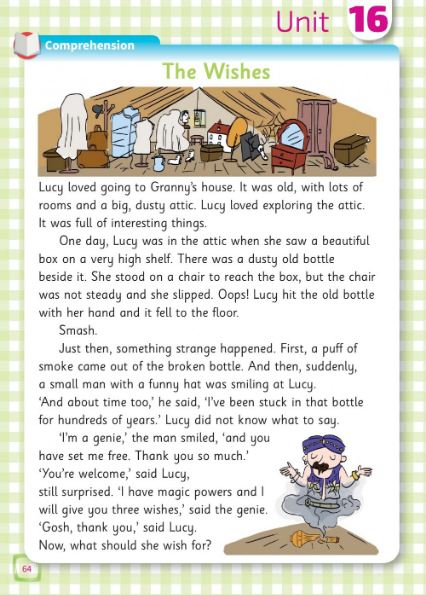 Unit 16
Comprehension
The Wishes
Lucy loved going to Granny's house. It was old, with lots of
rooms and a big, dusty attic. Lucy loved exploring the attic.
It was full of interesting things.
One day, Lucy was in the attic when she saw a beautiful
box on a very high shelf. There was a dusty old bottle
beside it. She stood on a chair to reach the box, but the chair
was not steady and she slipped. Oops! Lucy hit the old bottle
with her hand and it fell to the floor.
Smash.
Just then, something strange happened. First, a puff of
smoke came out of the broken bottle. And then, suddenly,
a small man with a funny hat was smiling at Lucy.
‘And about time too,’ he said, ‘I’ve been stuck in that bottle
for hundreds of years.’ Lucy did not know what to say.
‘I’m a genie,’ the man smiled, ‘and you
have set me free. Thank you so much.’
‘You’re welcome,’ said Lucy,
still surprised. ‘I have magic powers and I
will give you three wishes,’ said the genie.
‘Gosh, thank you,’ said Lucy.
Now, what should she wish for?
64